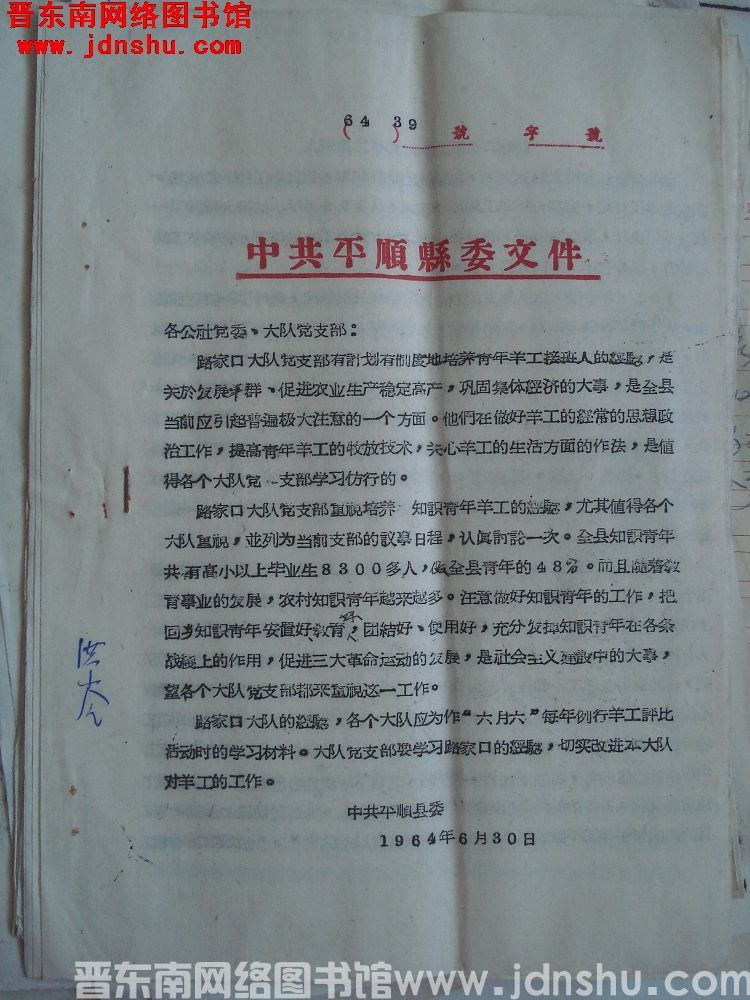 晋东南网络图书馆
www.jdnshu.com
(64)39號 字 號
中共平順縣委文件
各公社党委、大队党支部：
路家口大队党支部有計划有制度地培养青年羊工接班人的經驗，是
关於发展羊群、促进农业生产稳定高产，巩固集体經济的大事，是全县
当前应引起普遍极大注意的一个方面。他們在做好羊工的經常的思想政
治工作，提高青年羊工的牧放技术，关心羊工的生活方面的作法，是值
得各个大队党支部学习仿行的。
路家口大队党支部重視培养 知識青年羊工的經驗，尤其值得各个
大队重視，並列为当前支部的議事日程，认眞討論一次。全县知識青年
共有高小以上毕业生8300多人，佔全县青年的48％。而且随着教
育事业的发展，农村知識青年越来越多。注意做好知識青年的工作，把
回乡知識青年安置好、教育好、团結好、使用好，充分发揮知識青年在各条
战綫上的作用，促进三大革命运动的发展，是社会主义建設中的大事，
望各个大队党支部都来重視这一工作。
路家口大队的經驗，各个大队应为作“六月六”每年例行羊工評比
活动时的学习材料。大队党支部要学习路家口的經驗，切实改进本大队
对羊工的工作。
中共平順县委
1964年6月30日
晋东南网络图书馆www.jdnshu.com